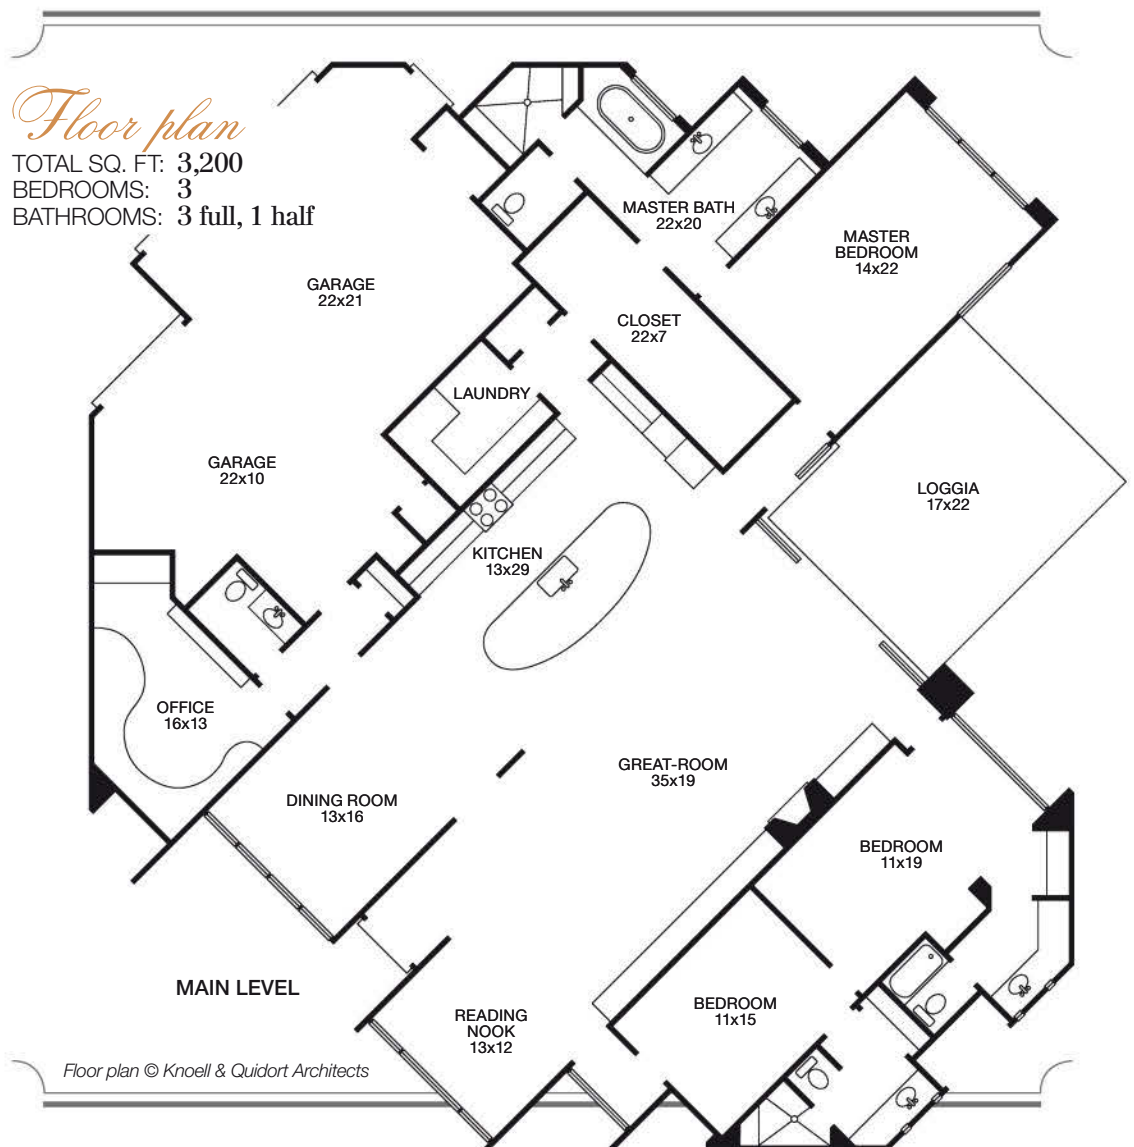 Floor plan
TOTAL SQ. FT: 3,200
BEDROOMS: 3
BATHROOMS: 3 full, 1 half
MASTER BATH
22x20
MASTER
BEDROOM
14x22
GARAGE
22x21
CLOSET
22x7
LAUNDRY
GARAGE
22x10
LOGGIA
17x22
KITCHEN
13x29
OFFICE
16x13
GREAT-ROOM
35x19
DINING ROOM
13x16
BEDROOM
11x19
MAIN LEVEL
BEDROOM
11x15
READING
NOOK
13x12
Floor plan © Knoell & Quidort Architects